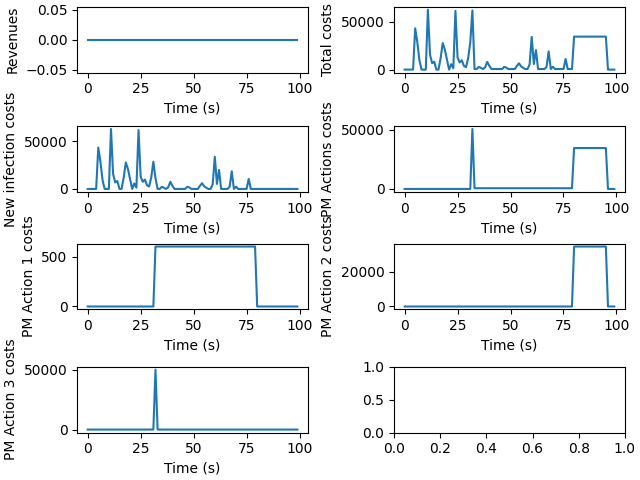 Revenues
0.05
0.00
−0.05
0 25 50 75 100
Time (s)
Total costs
50000
0
0 25 50 75 100
Time (s)
New infection costs
50000
0
0 25 50 75 100
Time (s)
PM Actions costs
50000
0
0 25 50 75 100
Time (s)
PM Action 1 costs
500
0
0 25 50 75 100
Time (s)
PM Action 2 costs
20000
0
0 25 50 75 100
Time (s)
PM Action 3 costs
50000
0
0 25 50 75 100
Time (s)
1.0
0.5
0.0
0.0 0.2 0.4 0.6 0.8 1.0